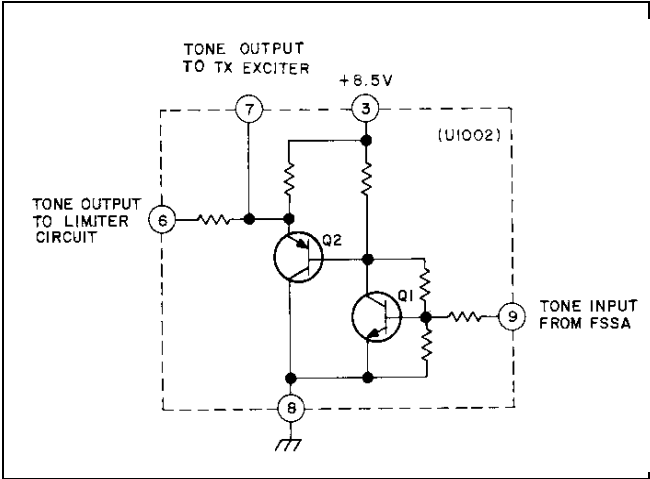 TONE OUTPUT
TO TX EXCITER
+8.5V
7
3
(U1002)
TONE OUTPUT
TO LIMITER
CIRCUIT
6
Q2
Q1
9
TONE INPUT
FROM FSSA
8